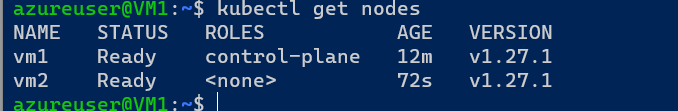 azureuser@VM1:~$ kubectl get nodes
NAME   STATUS   ROLES           AGE   VERSION
vm1    Ready    control-plane   12m   v1.27.1
vm2    Ready    <none>          72s   v1.27.1
azureuser@VM1:~$